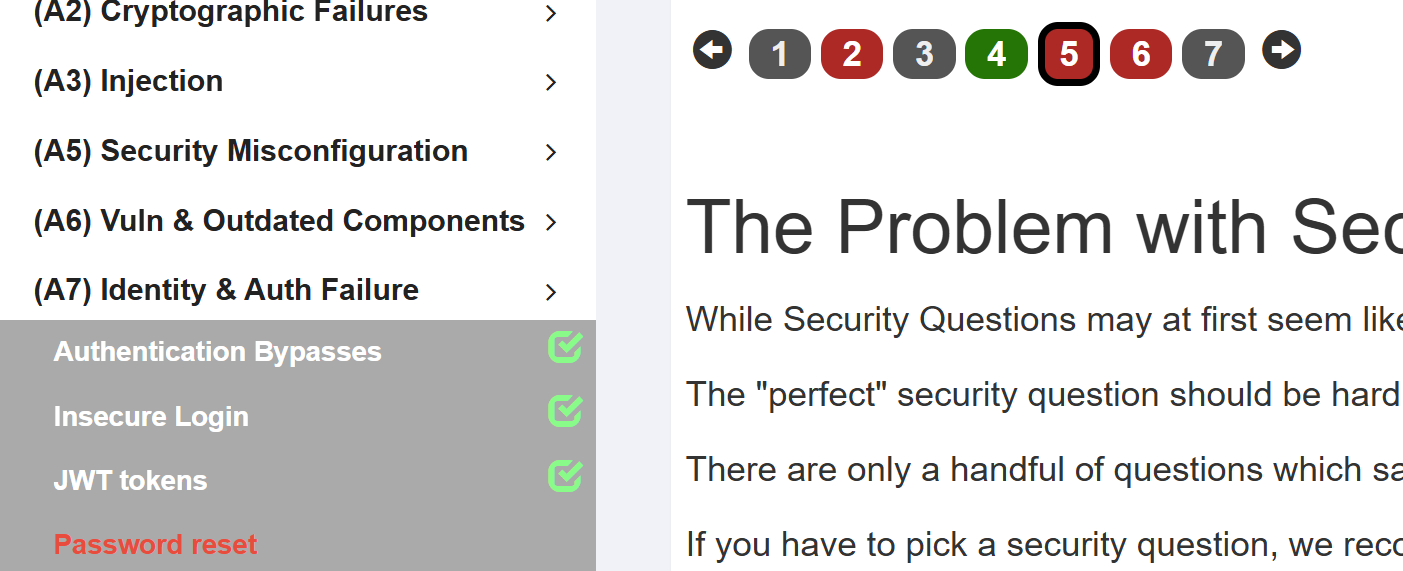 (A2) Cryptographic Failures
(A3) Injection
(A5) Security Misconfiguration
(A6) Vuln & Outdated Components
(A7) Identity & Auth Failure
Authentication Bypasses
Insecure Login
JWT tokens
Password reset
1 2 3 4 5 6 7
The Problem with Sec
While Security Questions may at first seem like
The "perfect" security question should be hard
There are only a handful of questions which sa
If you have to pick a security question, we reco